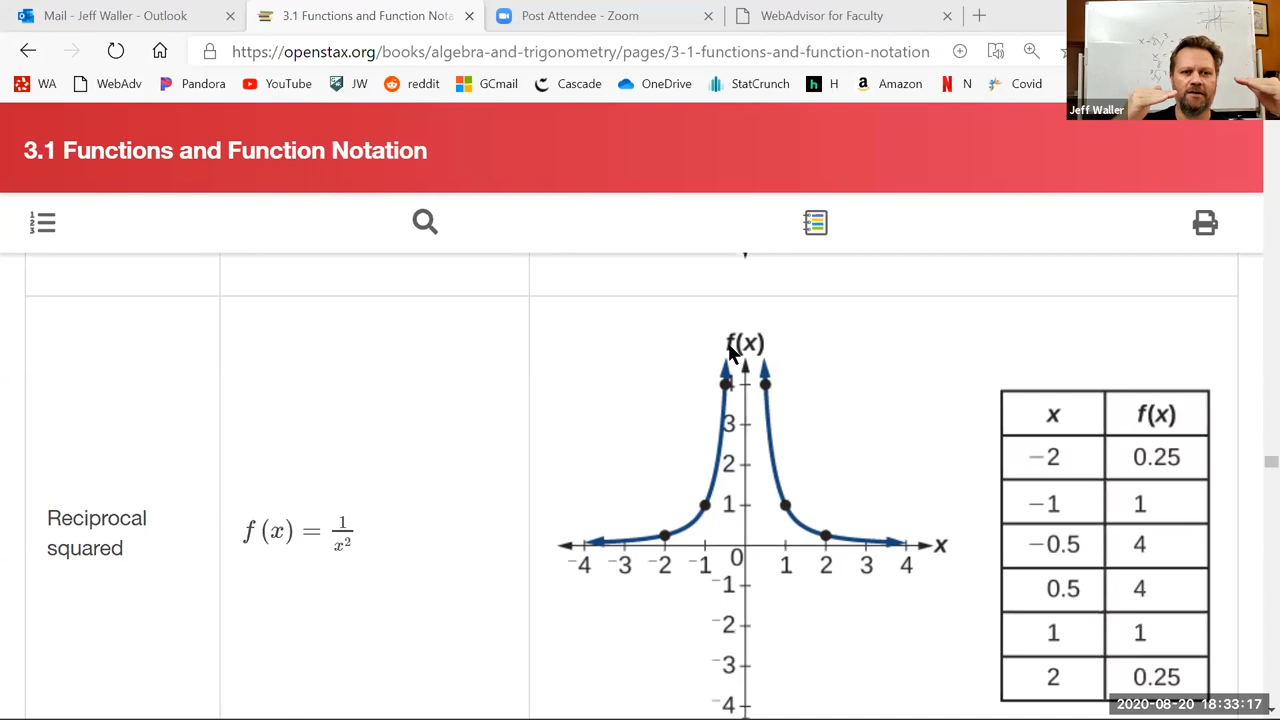 Mail - Jeff Waller - Outlook
3.1 Functions and Function Nota
Post Attendee - Zoom
WebAdvisor for Faculty
https://openstax.org/books/algebra-and-trigonometry/pages/3-1-functions-and-function-notation
WA WebAdv Pandora YouTube JW reddit Email Cascade OneDrive StatCrunch H Amazon N Covid
Jeff Waller
3.1 Functions and Function Notation
Reciprocal squared
f (x) = 1/x²
f(x)
4
3
2
1
−4 −3 −2 −1 0 1 2 3 4 x
−1
−2
−3
−4
x f(x)
−2 0.25
−1 1
−0.5 4
0.5 4
1 1
2 0.25
2020-08-20 18:33:17